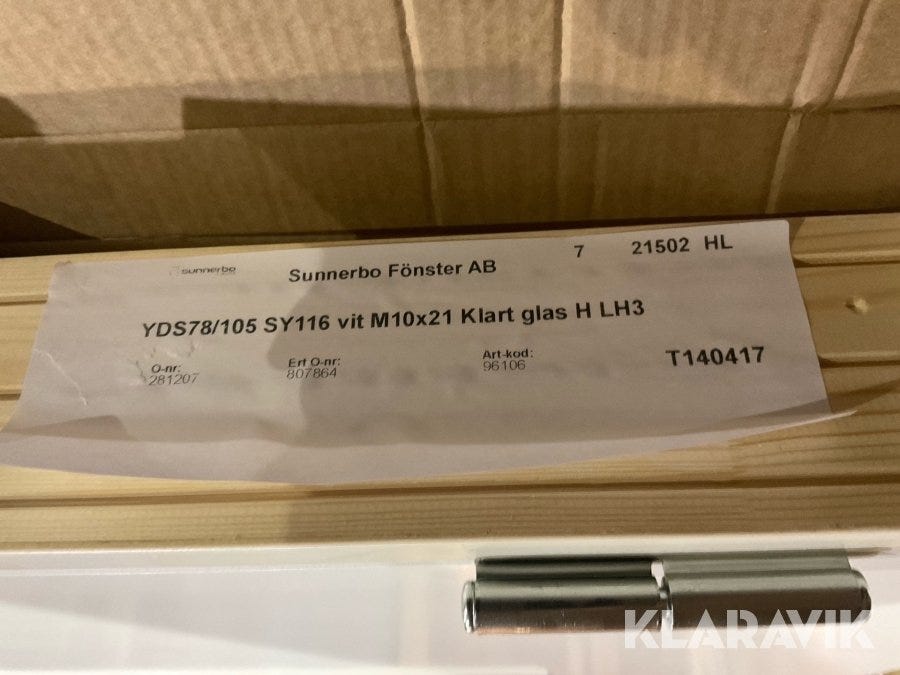 sunnerbo Sunnerbo Fönster AB 7 21502 HL
YDS78/105 SY116 vit M10x21 Klart glas H LH3
O-nr: Ert O-nr: Art-kod: T140417
281207 807864 96106
KLARAVIK